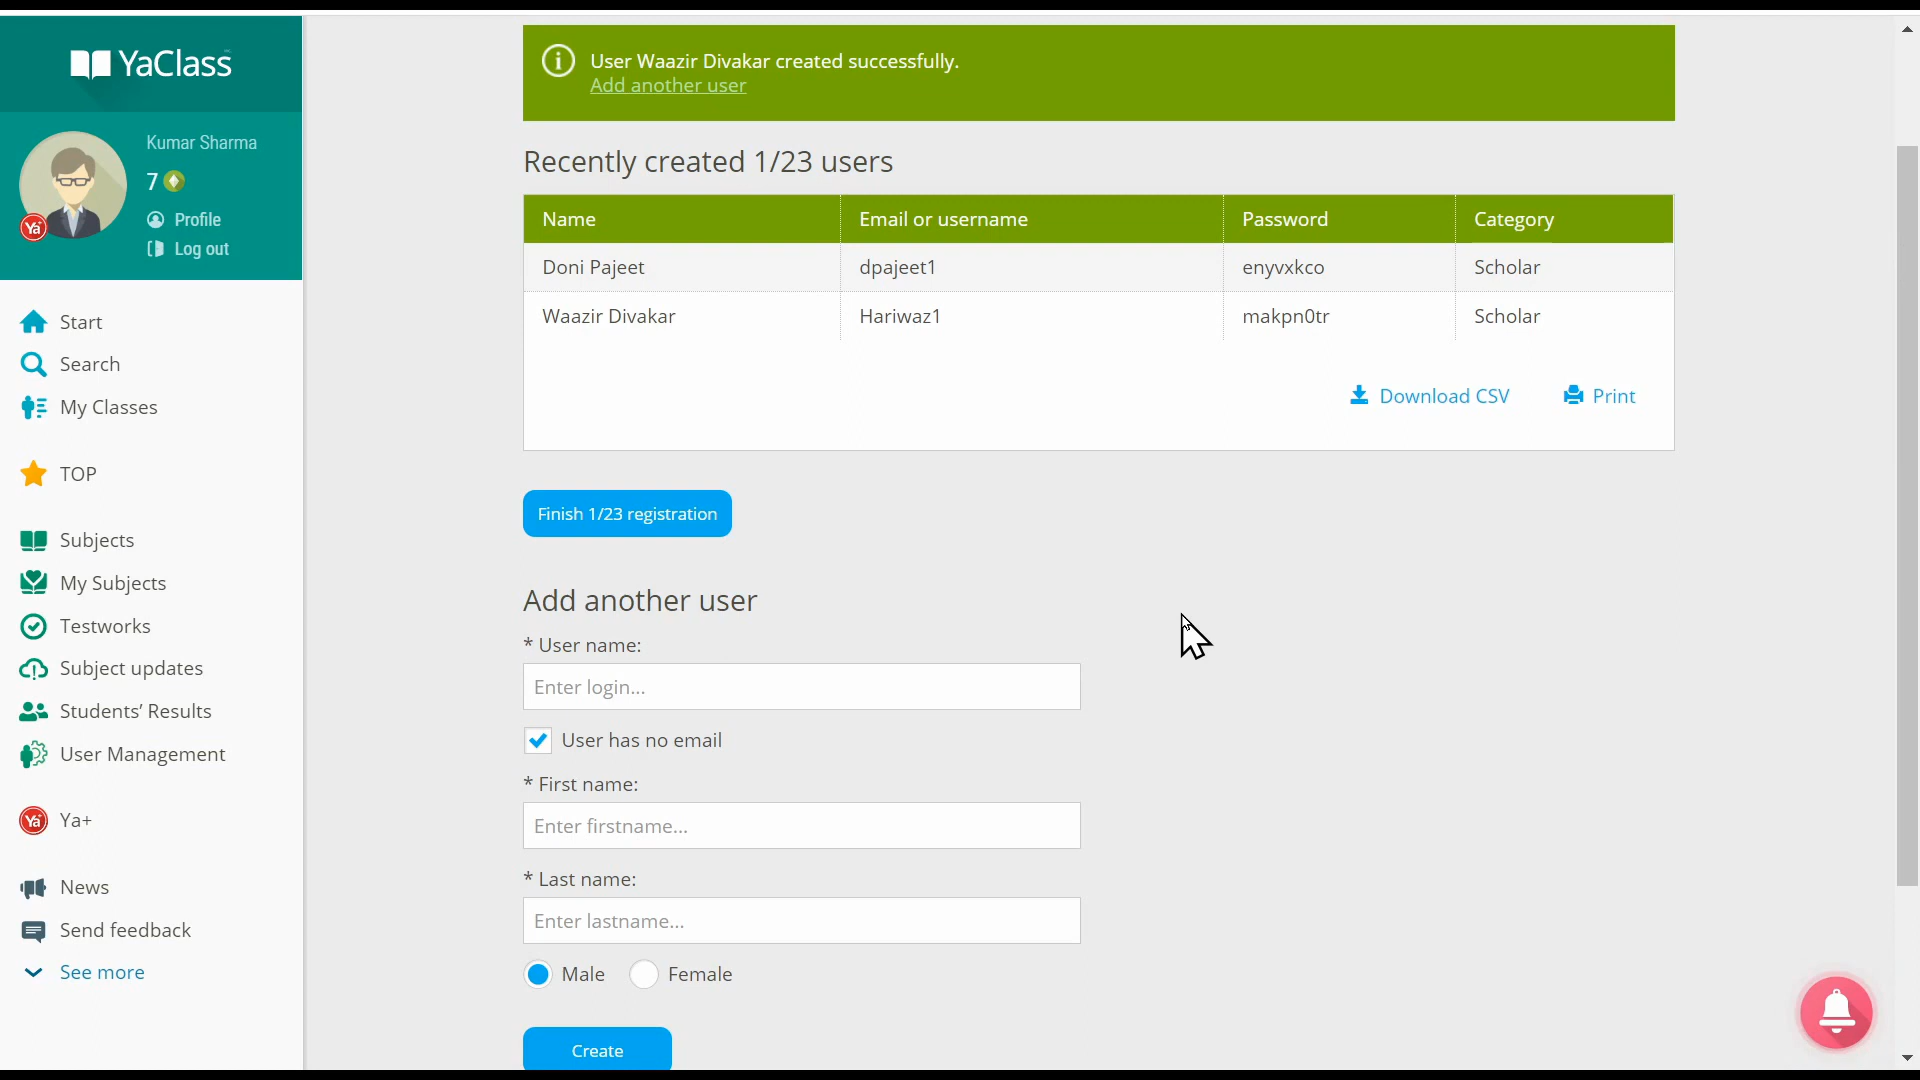 YaClass
Kumar Sharma
7
Ya
Profile
Log out
Start
Search
My Classes
TOP
Subjects
My Subjects
Testworks
Subject updates
Students' Results
User Management
Ya Ya+
News
Send feedback
See more
User Waazir Divakar created successfully.
Add another user
Recently created 1/23 users
Name Email or username Password Category
Doni Pajeet dpajeet1 enyvxkco Scholar
Waazir Divakar Hariwaz1 makpn0tr Scholar
Download CSV Print
Finish 1/23 registration
Add another user
* User name:
Enter login...
User has no email
* First name:
Enter firstname...
* Last name:
Enter lastname...
Male Female
Create